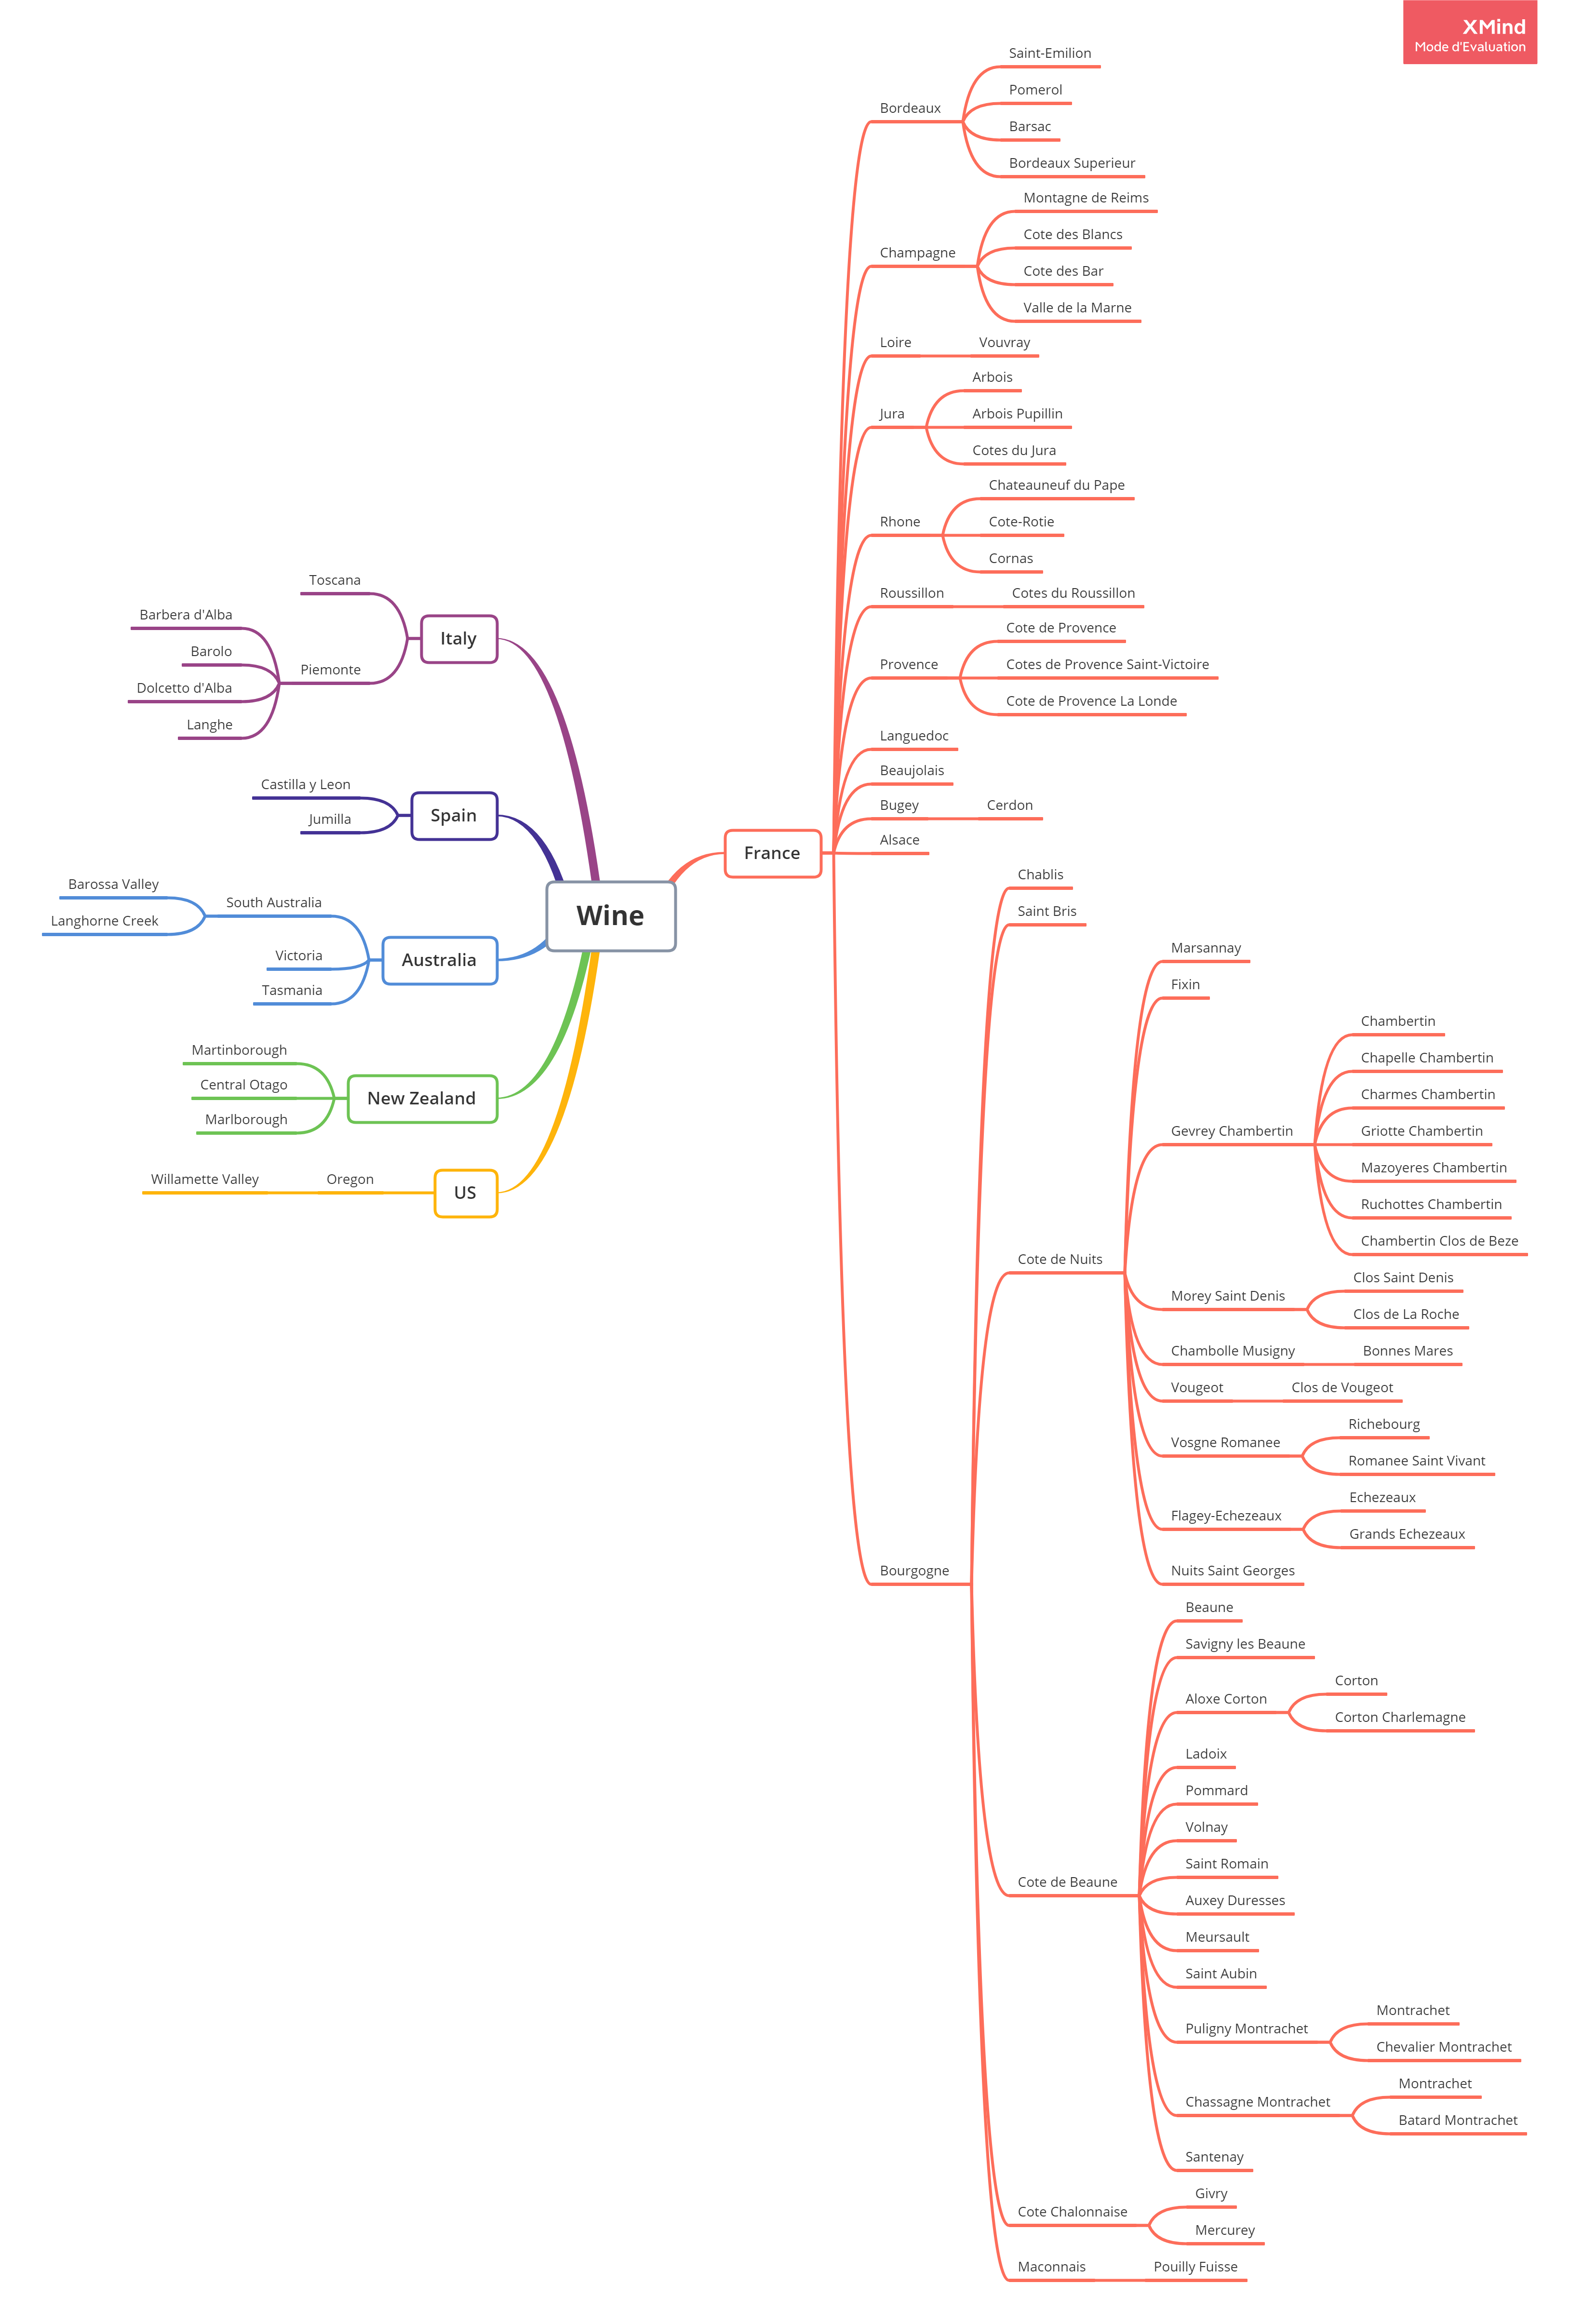 XMind
Mode d'Evaluation
Wine
France
Bordeaux
Saint-Emilion
Pomerol
Barsac
Bordeaux Superieur
Champagne
Montagne de Reims
Cote des Blancs
Cote des Bar
Valle de la Marne
Loire
Vouvray
Jura
Arbois
Arbois Pupillin
Cotes du Jura
Rhone
Chateauneuf du Pape
Cote-Rotie
Cornas
Roussillon
Cotes du Roussillon
Provence
Cote de Provence
Cotes de Provence Saint-Victoire
Cote de Provence La Londe
Languedoc
Beaujolais
Bugey
Cerdon
Alsace
Bourgogne
Chablis
Saint Bris
Cote de Nuits
Marsannay
Fixin
Gevrey Chambertin
Chambertin
Chapelle Chambertin
Charmes Chambertin
Griotte Chambertin
Mazoyeres Chambertin
Ruchottes Chambertin
Chambertin Clos de Beze
Morey Saint Denis
Clos Saint Denis
Clos de La Roche
Chambolle Musigny
Bonnes Mares
Vougeot
Clos de Vougeot
Vosgne Romanee
Richebourg
Romanee Saint Vivant
Flagey-Echezeaux
Echezeaux
Grands Echezeaux
Nuits Saint Georges
Cote de Beaune
Beaune
Savigny les Beaune
Aloxe Corton
Corton
Corton Charlemagne
Ladoix
Pommard
Volnay
Saint Romain
Auxey Duresses
Meursault
Saint Aubin
Puligny Montrachet
Montrachet
Chevalier Montrachet
Chassagne Montrachet
Montrachet
Batard Montrachet
Santenay
Cote Chalonnaise
Givry
Mercurey
Maconnais
Pouilly Fuisse
Italy
Toscana
Piemonte
Barbera d'Alba
Barolo
Dolcetto d'Alba
Langhe
Spain
Castilla y Leon
Jumilla
Australia
South Australia
Barossa Valley
Langhorne Creek
Victoria
Tasmania
New Zealand
Martinborough
Central Otago
Marlborough
US
Oregon
Willamette Valley